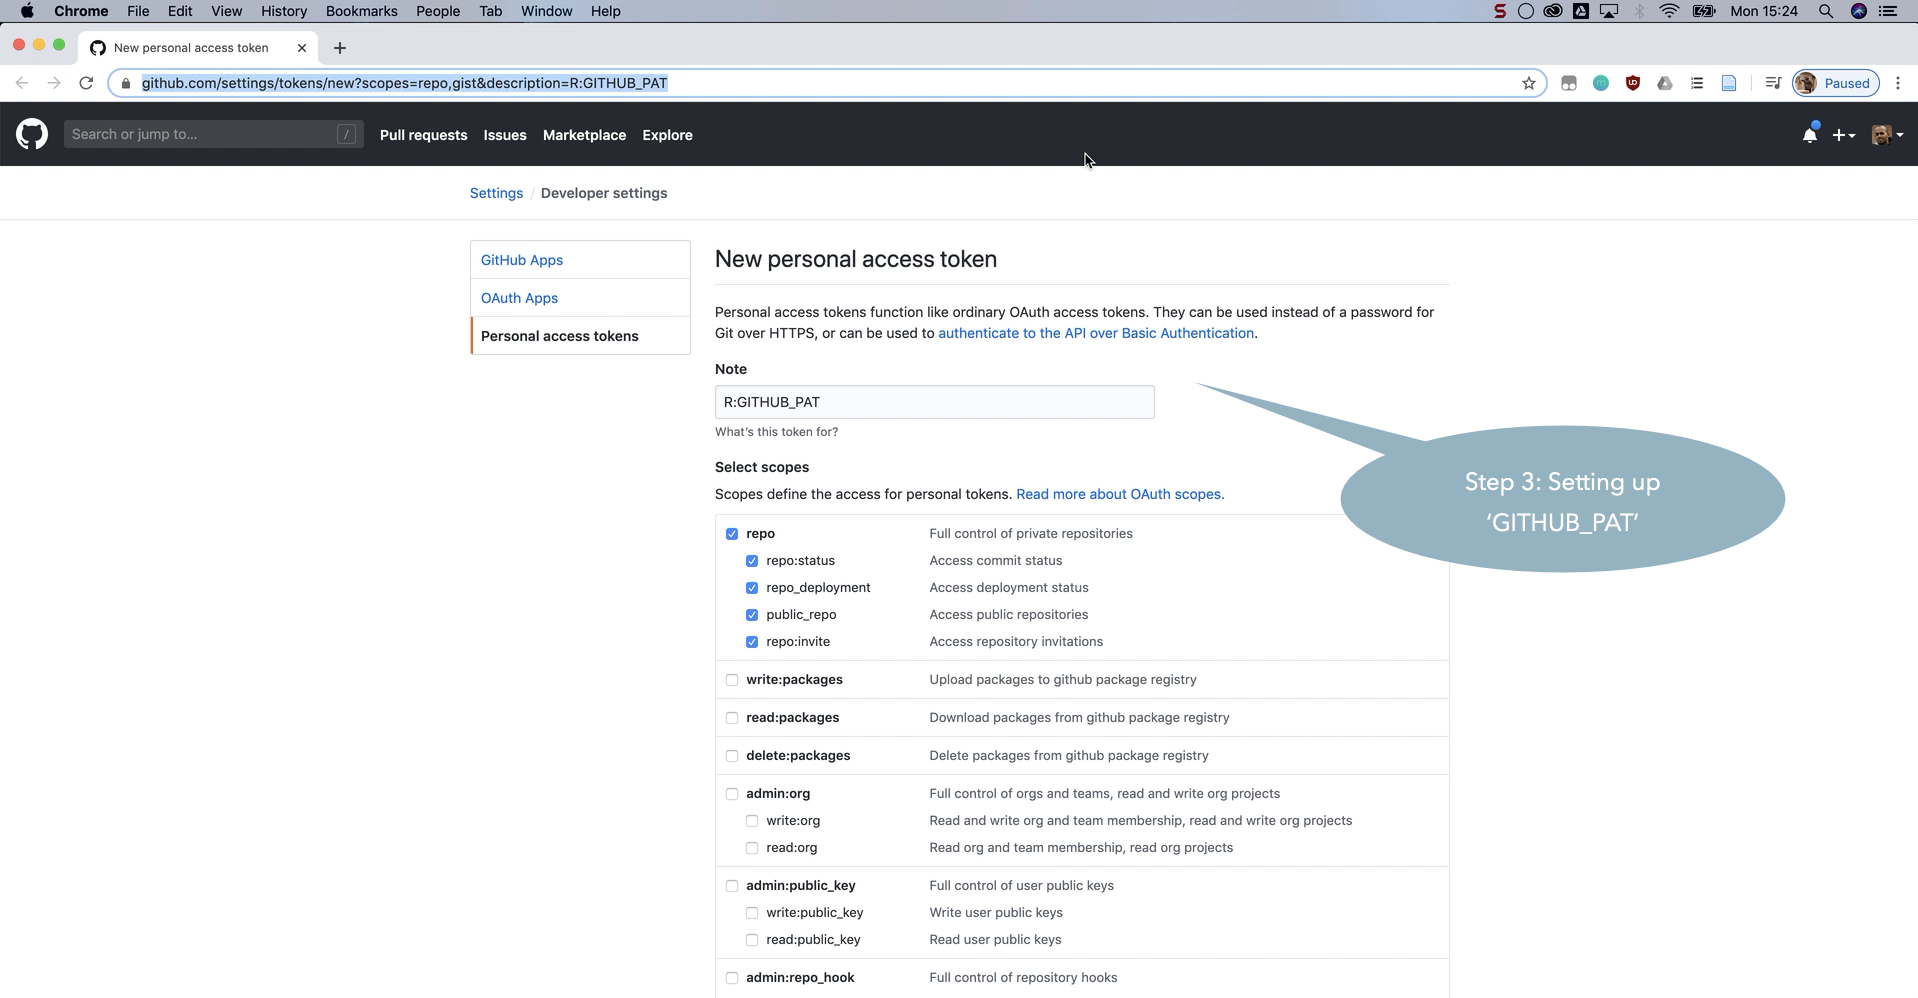 Chrome File Edit View History Bookmarks People Tab Window Help Mon 15:24
New personal access token
github.com/settings/tokens/new?scopes=repo,gist&description=R:GITHUB_PAT Paused
Search or jump to... / Pull requests Issues Marketplace Explore
Settings / Developer settings
GitHub Apps
OAuth Apps
Personal access tokens
New personal access token
Personal access tokens function like ordinary OAuth access tokens. They can be used instead of a password for
Git over HTTPS, or can be used to authenticate to the API over Basic Authentication.
Note
R:GITHUB_PAT
What's this token for?
Step 3: Setting up
‘GITHUB_PAT’
Select scopes
Scopes define the access for personal tokens. Read more about OAuth scopes.
repo Full control of private repositories
repo:status Access commit status
repo_deployment Access deployment status
public_repo Access public repositories
repo:invite Access repository invitations
write:packages Upload packages to github package registry
read:packages Download packages from github package registry
delete:packages Delete packages from github package registry
admin:org Full control of orgs and teams, read and write org projects
write:org Read and write org and team membership, read and write org projects
read:org Read org and team membership, read org projects
admin:public_key Full control of user public keys
write:public_key Write user public keys
read:public_key Read user public keys
admin:repo_hook Full control of repository hooks